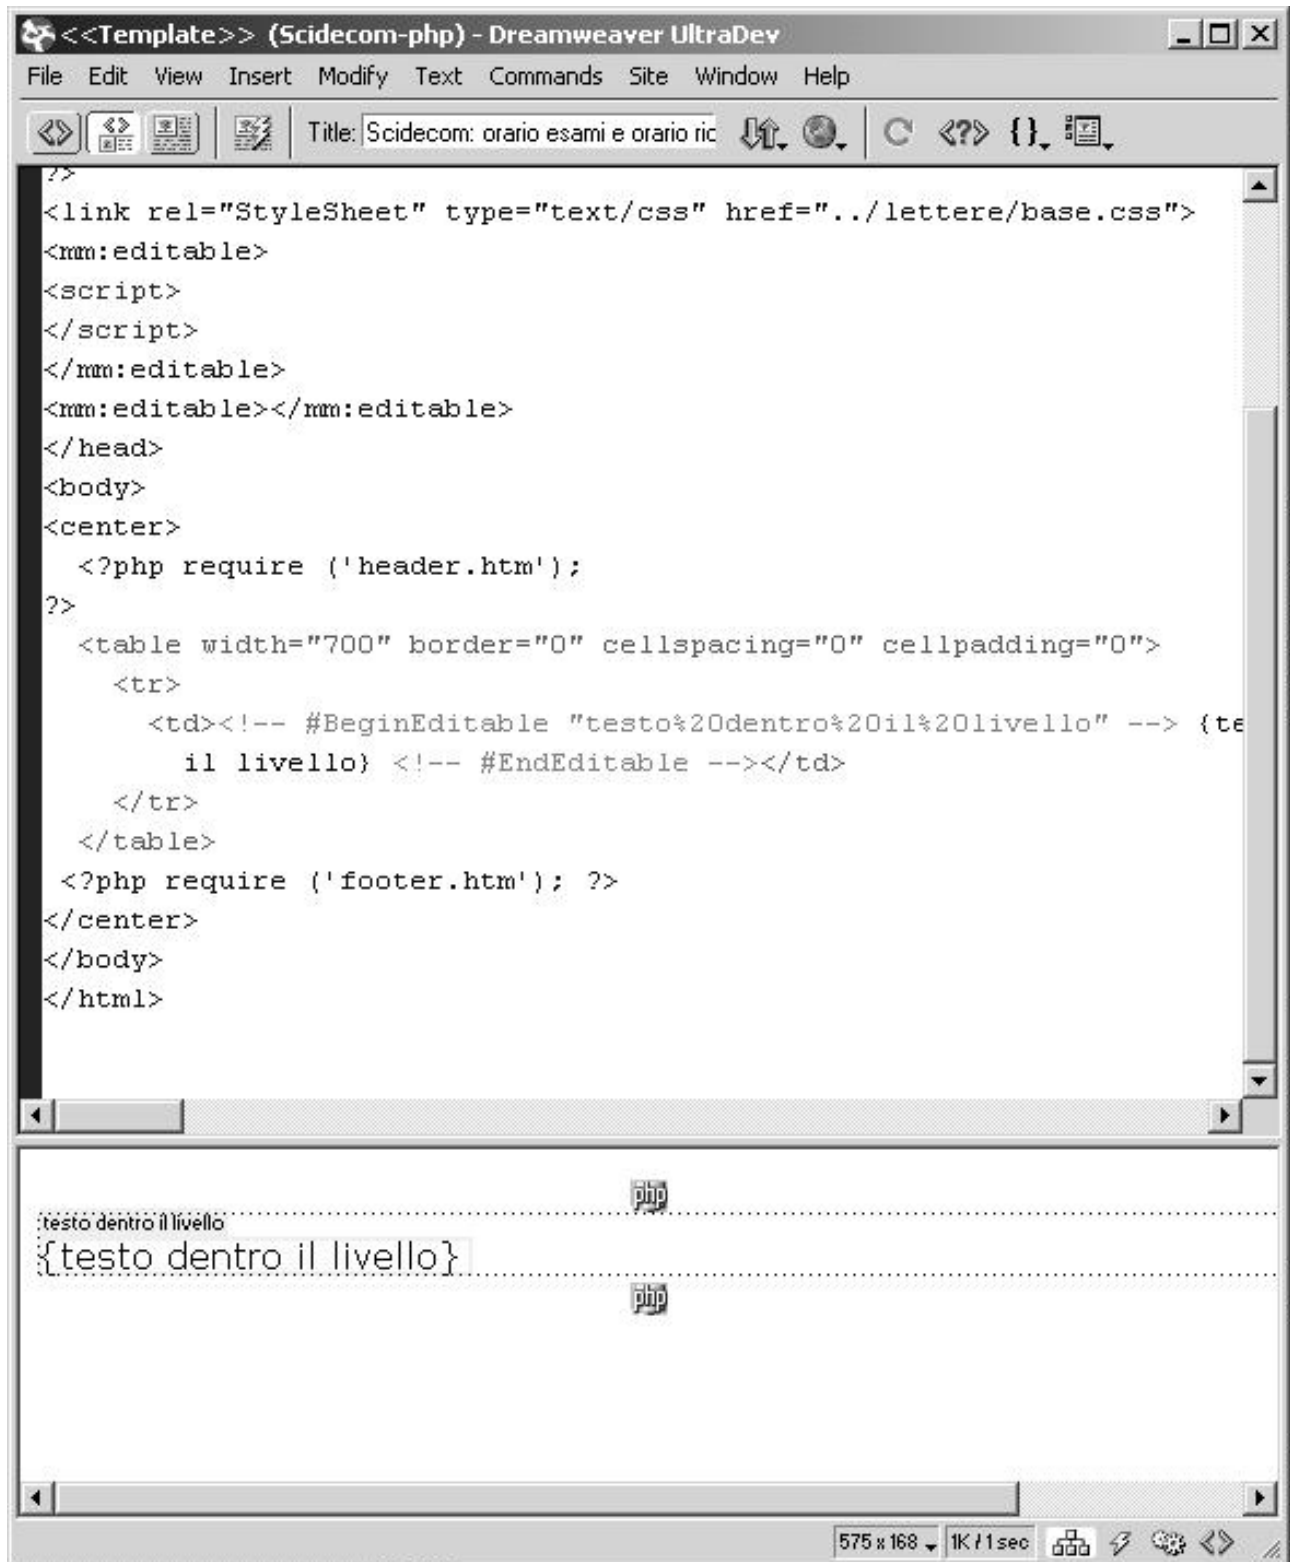 <<Template>> (Scidecom-php) - Dreamweaver UltraDev
File Edit View Insert Modify Text Commands Site Window Help
Title: Scidecom: orario esami e orario ric
?>
<link rel="StyleSheet" type="text/css" href="../lettere/base.css">
<mm:editable>
<script>
</script>
</mm:editable>
<mm:editable></mm:editable>
</head>
<body>
<center>
<?php require ('header.htm');
?>
<table width="700" border="0" cellspacing="0" cellpadding="0">
<tr>
<td><!-- #BeginEditable "testo%20dentro%20il%20livello" --> {te
il livello} <!-- #EndEditable --></td>
</tr>
</table>
<?php require ('footer.htm'); ?>
</center>
</body>
</html>
php
testo dentro il livello
{testo dentro il livello}
php
575 x 168 1K / 1 sec